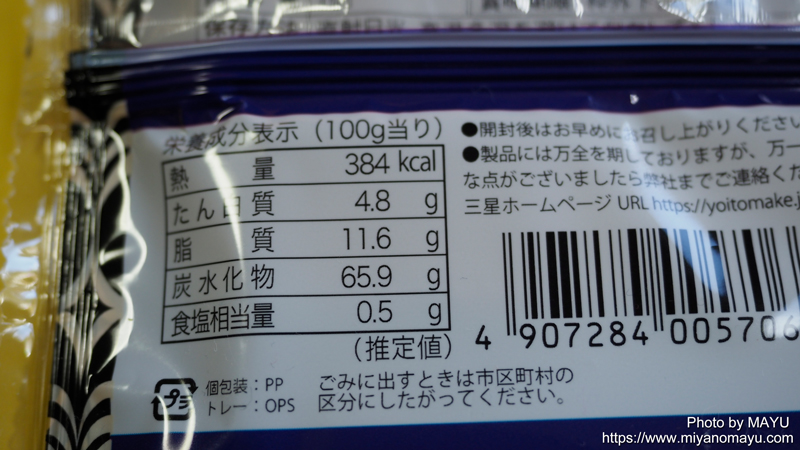 栄養成分表示（100g当り）
熱量 384 kcal
たん白質 4.8 g
脂質 11.6 g
炭水化物 65.9 g
食塩相当量 0.5 g
（推定値）
●開封後はお早めにお召し上がりください
●製品には万全を期しておりますが、万一
な点がございましたら弊社までご連絡くだ
三星ホームページ URL https://yoitomake.j
4 907284 005706
プラ
個包装：PP
トレー：OPS
ごみに出すときは市区町村の
区分にしたがってください。
Photo by MAYU
https://www.miyanomayu.com